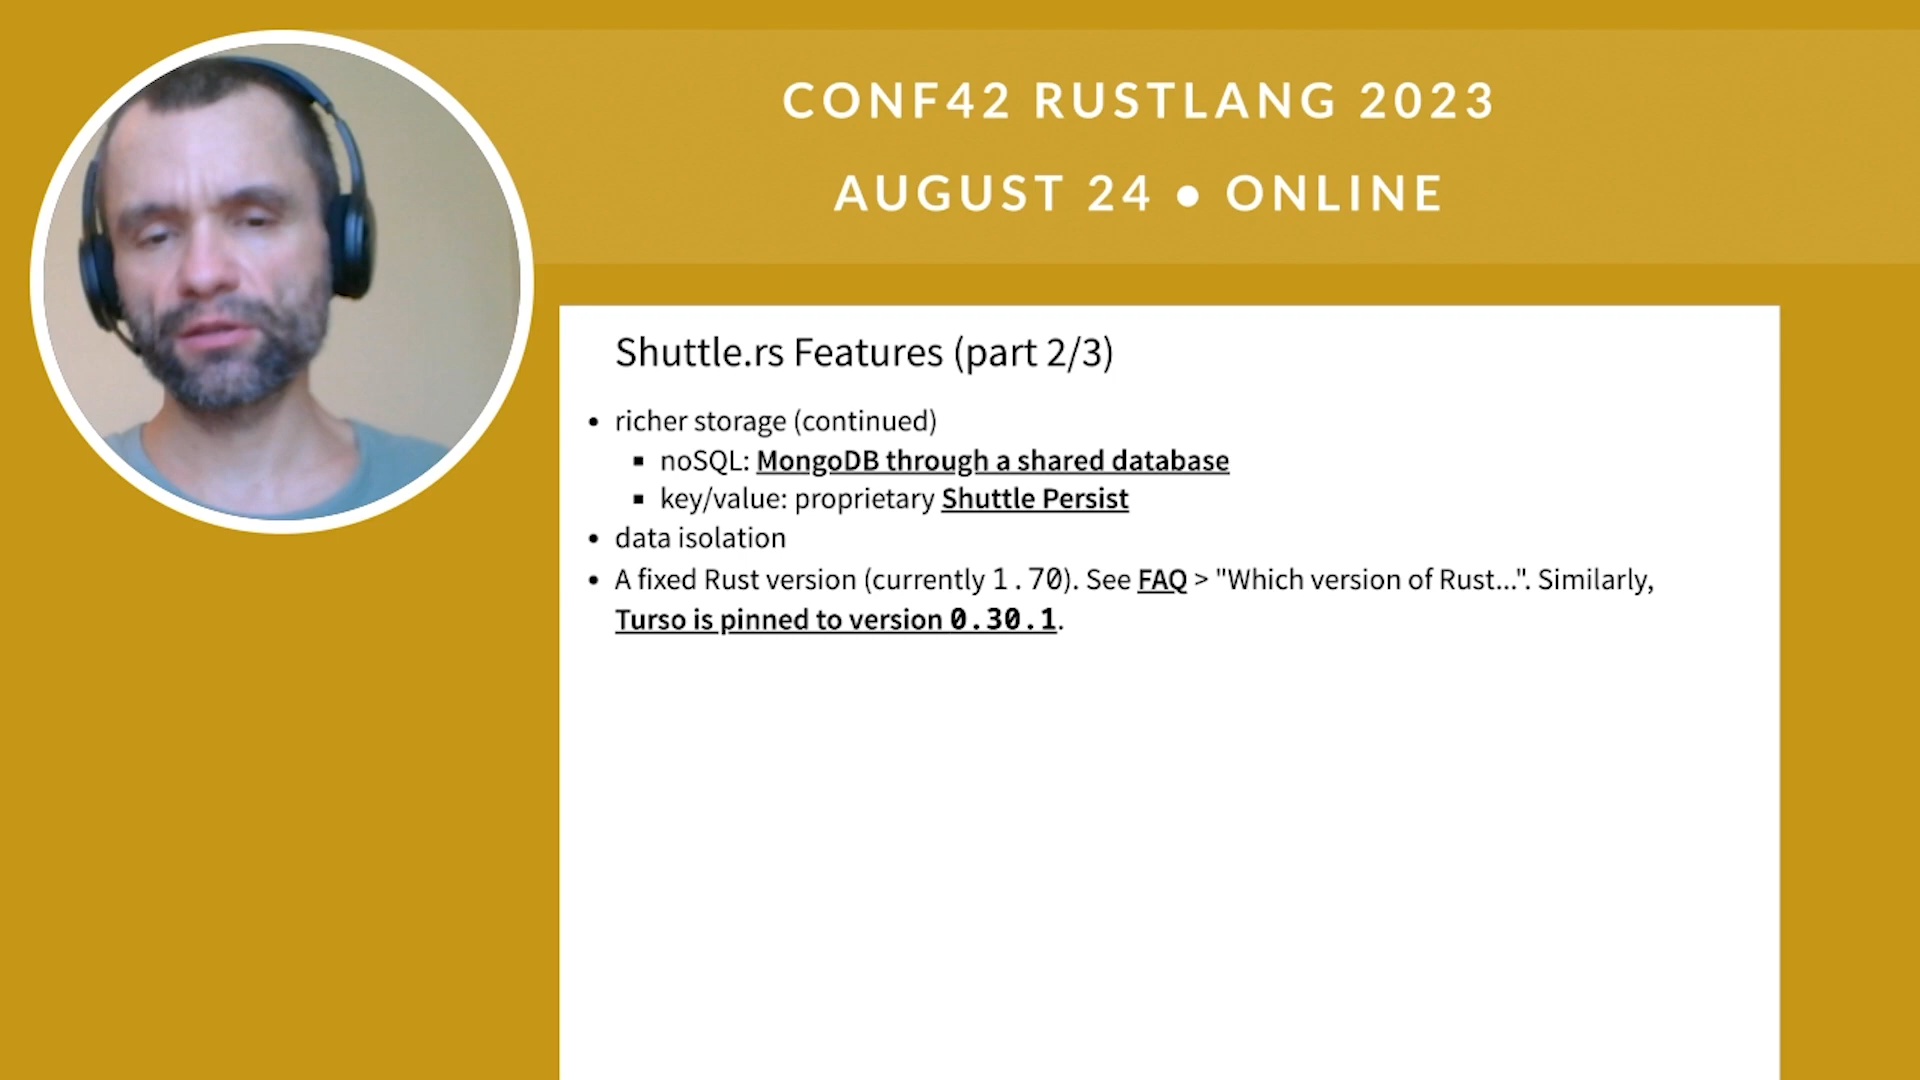 CONF42 RUSTLANG 2023
AUGUST 24 ● ONLINE
Shuttle.rs Features (part 2/3)
• richer storage (continued)
▪ noSQL: MongoDB through a shared database
▪ key/value: proprietary Shuttle Persist
• data isolation
• A fixed Rust version (currently 1.70). See FAQ > "Which version of Rust...". Similarly,
Turso is pinned to version 0.30.1.